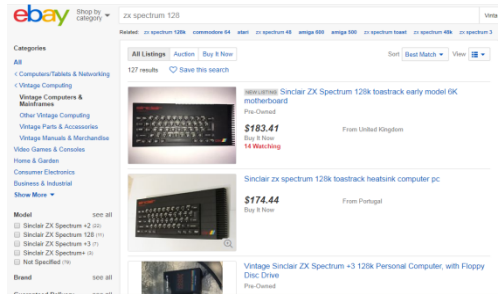 ebay
Shop by
category
zx spectrum 128
Vinta
Related: zx spectrum 128k commodore 64 atari zx spectrum 48 amiga 600 amiga 500 zx spectrum toast zx spectrum 48k zx spectrum 3
Categories
All
< Computers/Tablets & Networking
< Vintage Computing
Vintage Computers &
Mainframes
Other Vintage Computing
Vintage Parts & Accessories
Vintage Manuals & Merchandise
Video Games & Consoles
Home & Garden
Consumer Electronics
Business & Industrial
Show More
Model see all
Sinclair ZX Spectrum +2
Sinclair ZX Spectrum 128
Sinclair ZX Spectrum +3
Sinclair ZX Spectrum+
Not Specified
Brand see all
Guaranteed Delivery see all
All Listings Auction Buy It Now
Sort: Best Match View:
127 results Save this search
NEW LISTING Sinclair ZX Spectrum 128k toastrack early model 6K
motherboard
Pre-Owned
$183.41
Buy It Now
14 Watching
From United Kingdom
Sinclair zx spectrum 128k toastrack heatsink computer pc
$174.44
Buy It Now
From Portugal
Vintage Sinclair ZX Spectrum +3 128k Personal Computer, with Floppy
Disc Drive
Pre-Owned